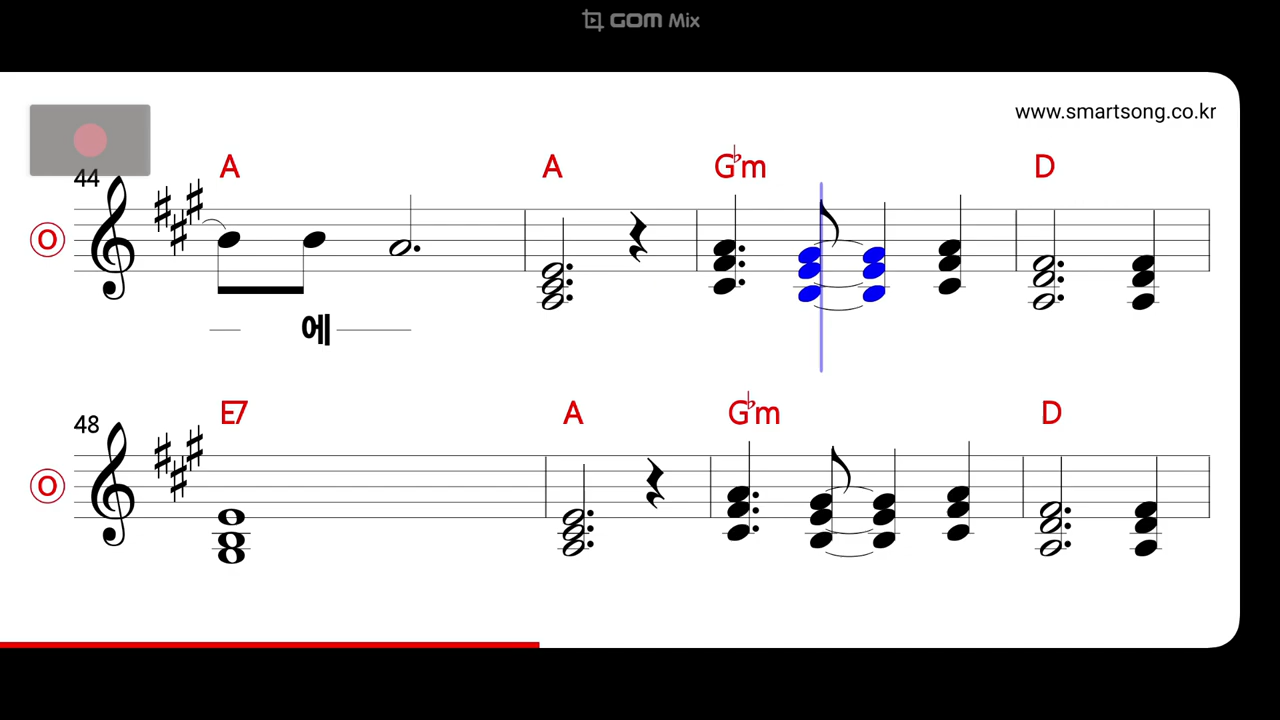 GOM Mix
www.smartsong.co.kr
44
A A G♭m D
O
에
48
E7 A G♭m D
O